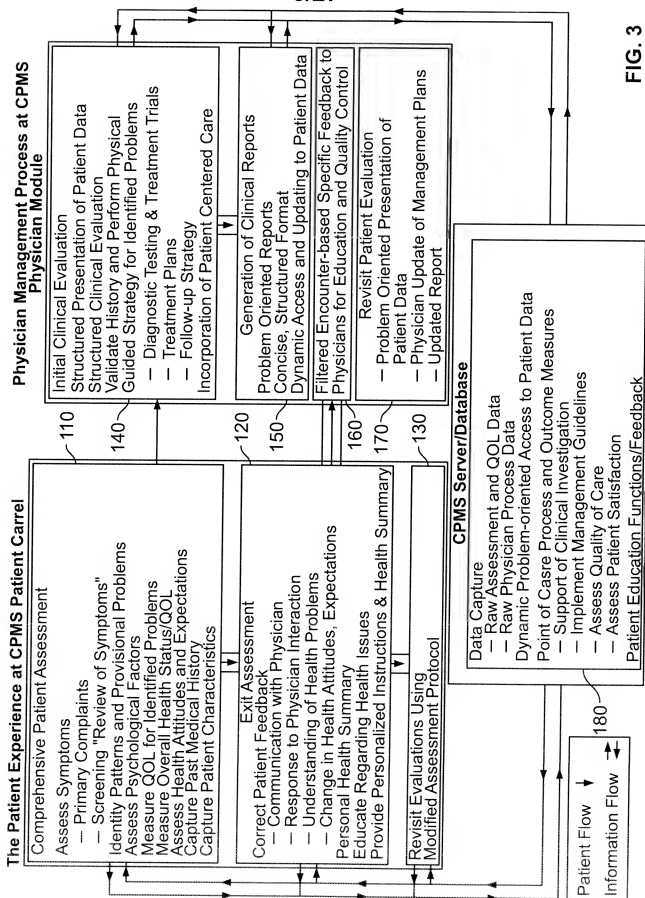 The Patient Experience at CPMS Patient Carrel
110
Comprehensive Patient Assessment
Assess Symptoms
– Primary Complaints
– Screening "Review of Symptoms"
Identity Patterns and Provisional Problems
Assess Psychological Factors
Measure QOL for Identified Problems
Measure Overall Health Status/QOL
Assess Health Attitudes and Expectations
Capture Past Medical History
Capture Patient Characteristics
120
Exit Assessment
Correct Patient Feedback
– Communication with Physician
– Response to Physician Interaction
– Understanding of Health Problems
– Change in Health Attitudes, Expectations
Personal Health Summary
Educate Regarding Health Issues
Provide Personalized Instructions & Health Summary
130
Revisit Evaluations Using
Modified Assessment Protocol
Physician Management Process at CPMS
Physician Module
140
Initial Clinical Evaluation
Structured Presentation of Patient Data
Structured Clinical Evaluation
Validate History and Perform Physical
Guided Strategy for Identified Problems
– Diagnostic Testing & Treatment Trials
– Treatment Plans
– Follow-up Strategy
Incorporation of Patient Centered Care
150
Generation of Clinical Reports
Problem Oriented Reports
Concise, Structured Format
Dynamic Access and Updating to Patient Data
160
Filtered Encounter-based Specific Feedback to
Physicians for Education and Quality Control
170
Revisit Patient Evaluation
– Problem Oriented Presentation of
Patient Data
– Physician Update of Management Plans
– Updated Report
CPMS Server/Database
Data Capture
– Raw Assessment and QOL Data
– Raw Physician Process Data
Dynamic Problem-oriented Access to Patient Data
Point of Casre Process and Outcome Measures
– Support of Clinical Investigation
– Implement Management Guidelines
– Assess Quality of Care
– Assess Patient Satisfaction
Patient Education Functions/Feedback
180
Patient Flow
Information Flow
FIG. 3